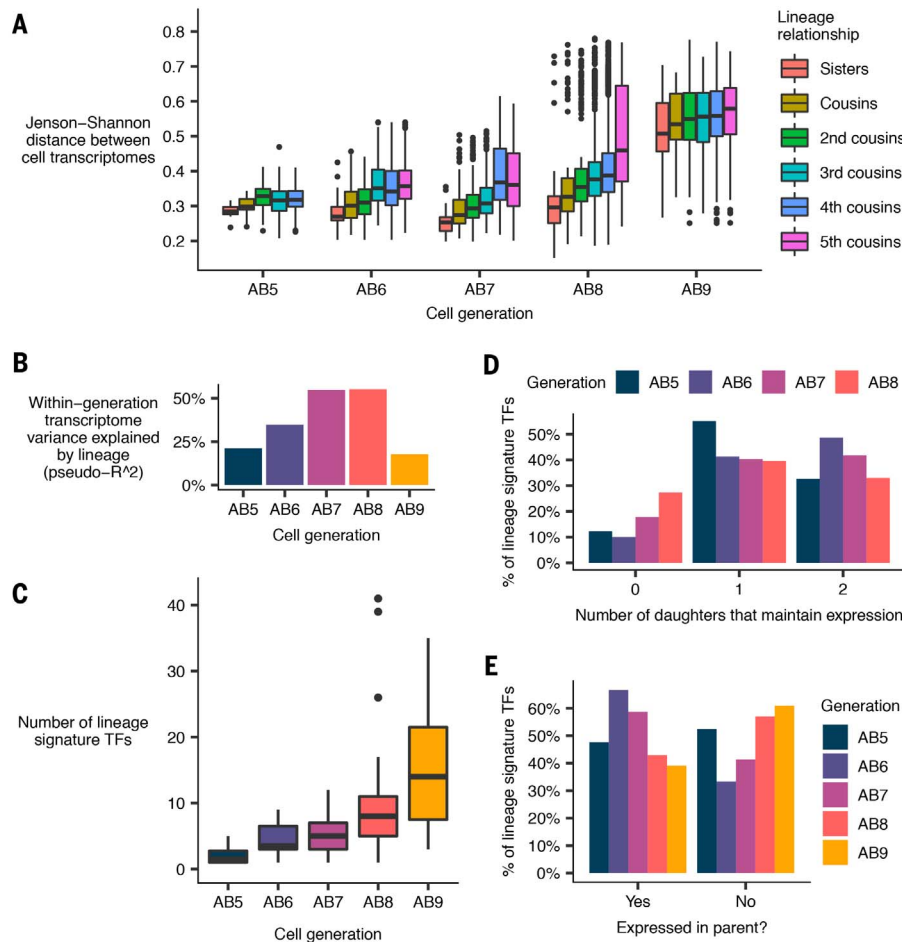 A
Jenson-Shannon
distance between
cell transcriptomes
0.8
0.7
0.6
0.5
0.4
0.3
0.2
AB5 AB6 AB7 AB8 AB9
Cell generation
Lineage
relationship
Sisters
Cousins
2nd cousins
3rd cousins
4th cousins
5th cousins
B
Within-generation
transcriptome
variance explained
by lineage
(pseudo-R^2)
50%
25%
0%
AB5 AB6 AB7 AB8 AB9
Cell generation
C
Number of lineage
signature TFs
40
30
20
10
0
AB5 AB6 AB7 AB8 AB9
Cell generation
D
Generation AB5 AB6 AB7 AB8
% of lineage signature TFs
50%
40%
30%
20%
10%
0%
0 1 2
Number of daughters that maintain expression
E
% of lineage signature TFs
60%
50%
40%
30%
20%
10%
0%
Yes No
Expressed in parent?
Generation
AB5
AB6
AB7
AB8
AB9